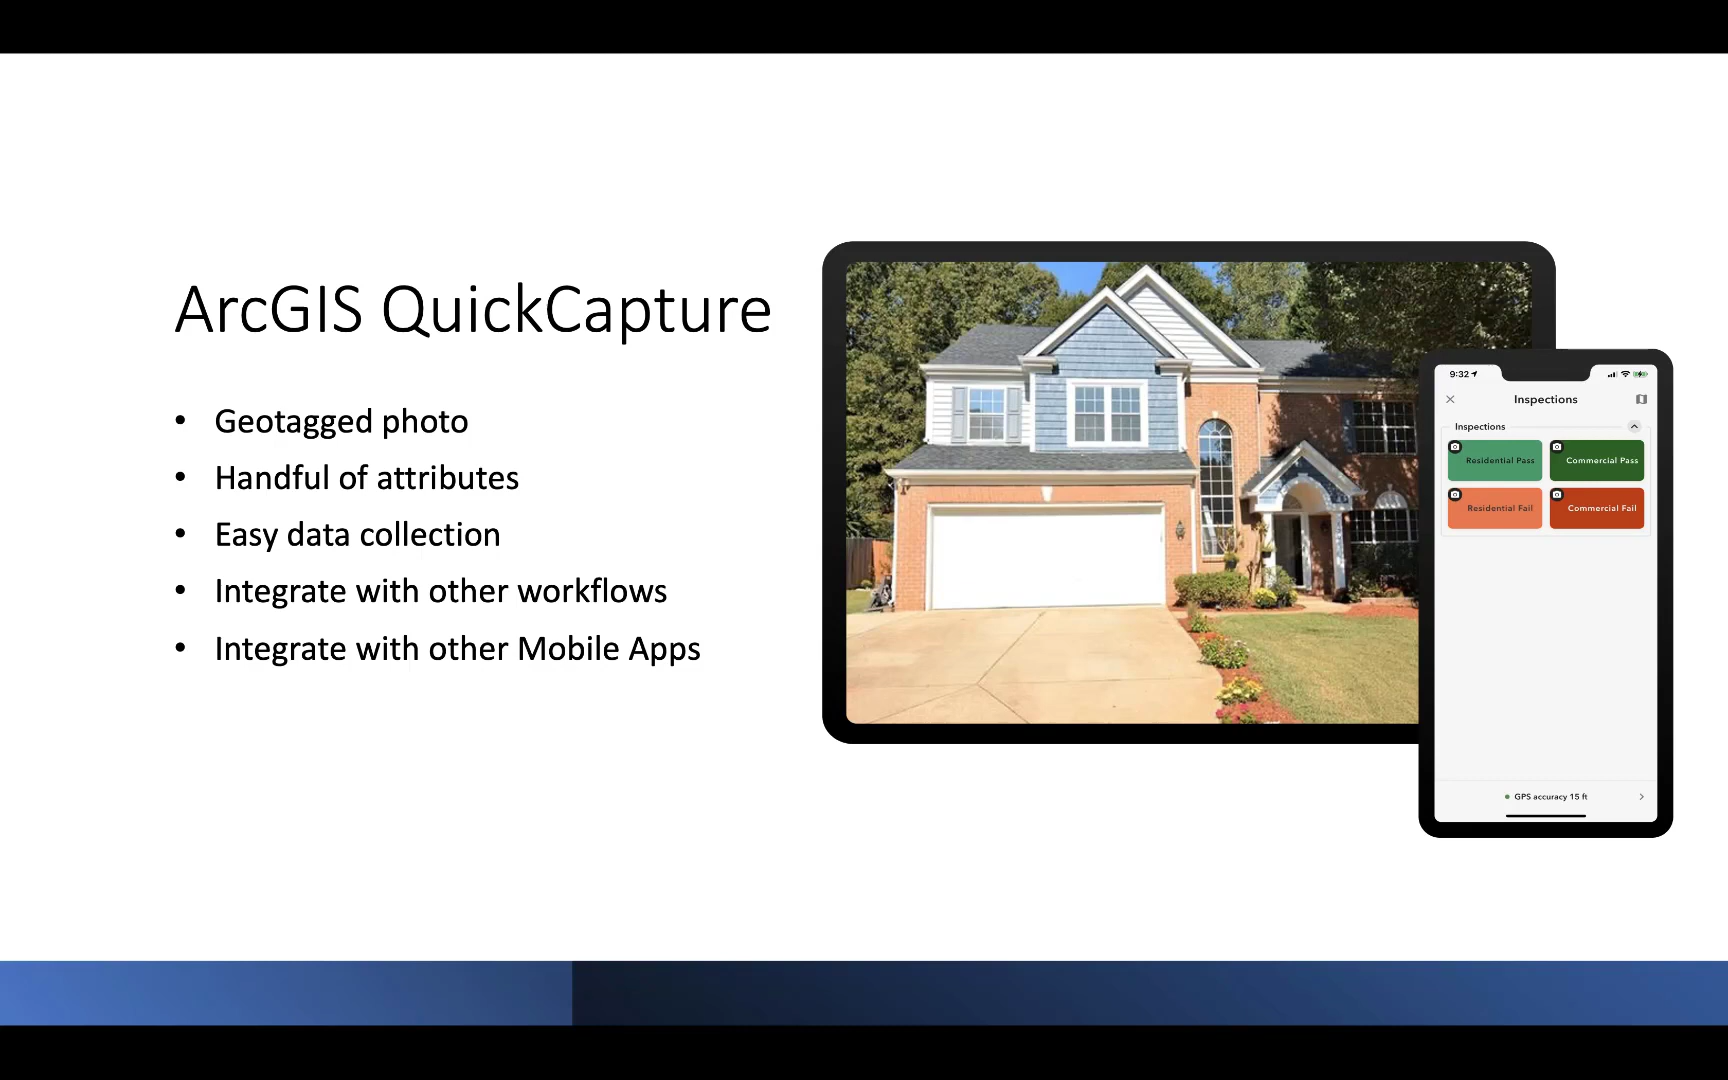 ArcGIS QuickCapture
• Geotagged photo
• Handful of attributes
• Easy data collection
• Integrate with other workflows
• Integrate with other Mobile Apps
9:32
Inspections
Inspections
Residential Pass
Commercial Pass
Residential Fail
Commercial Fail
GPS accuracy 15 ft